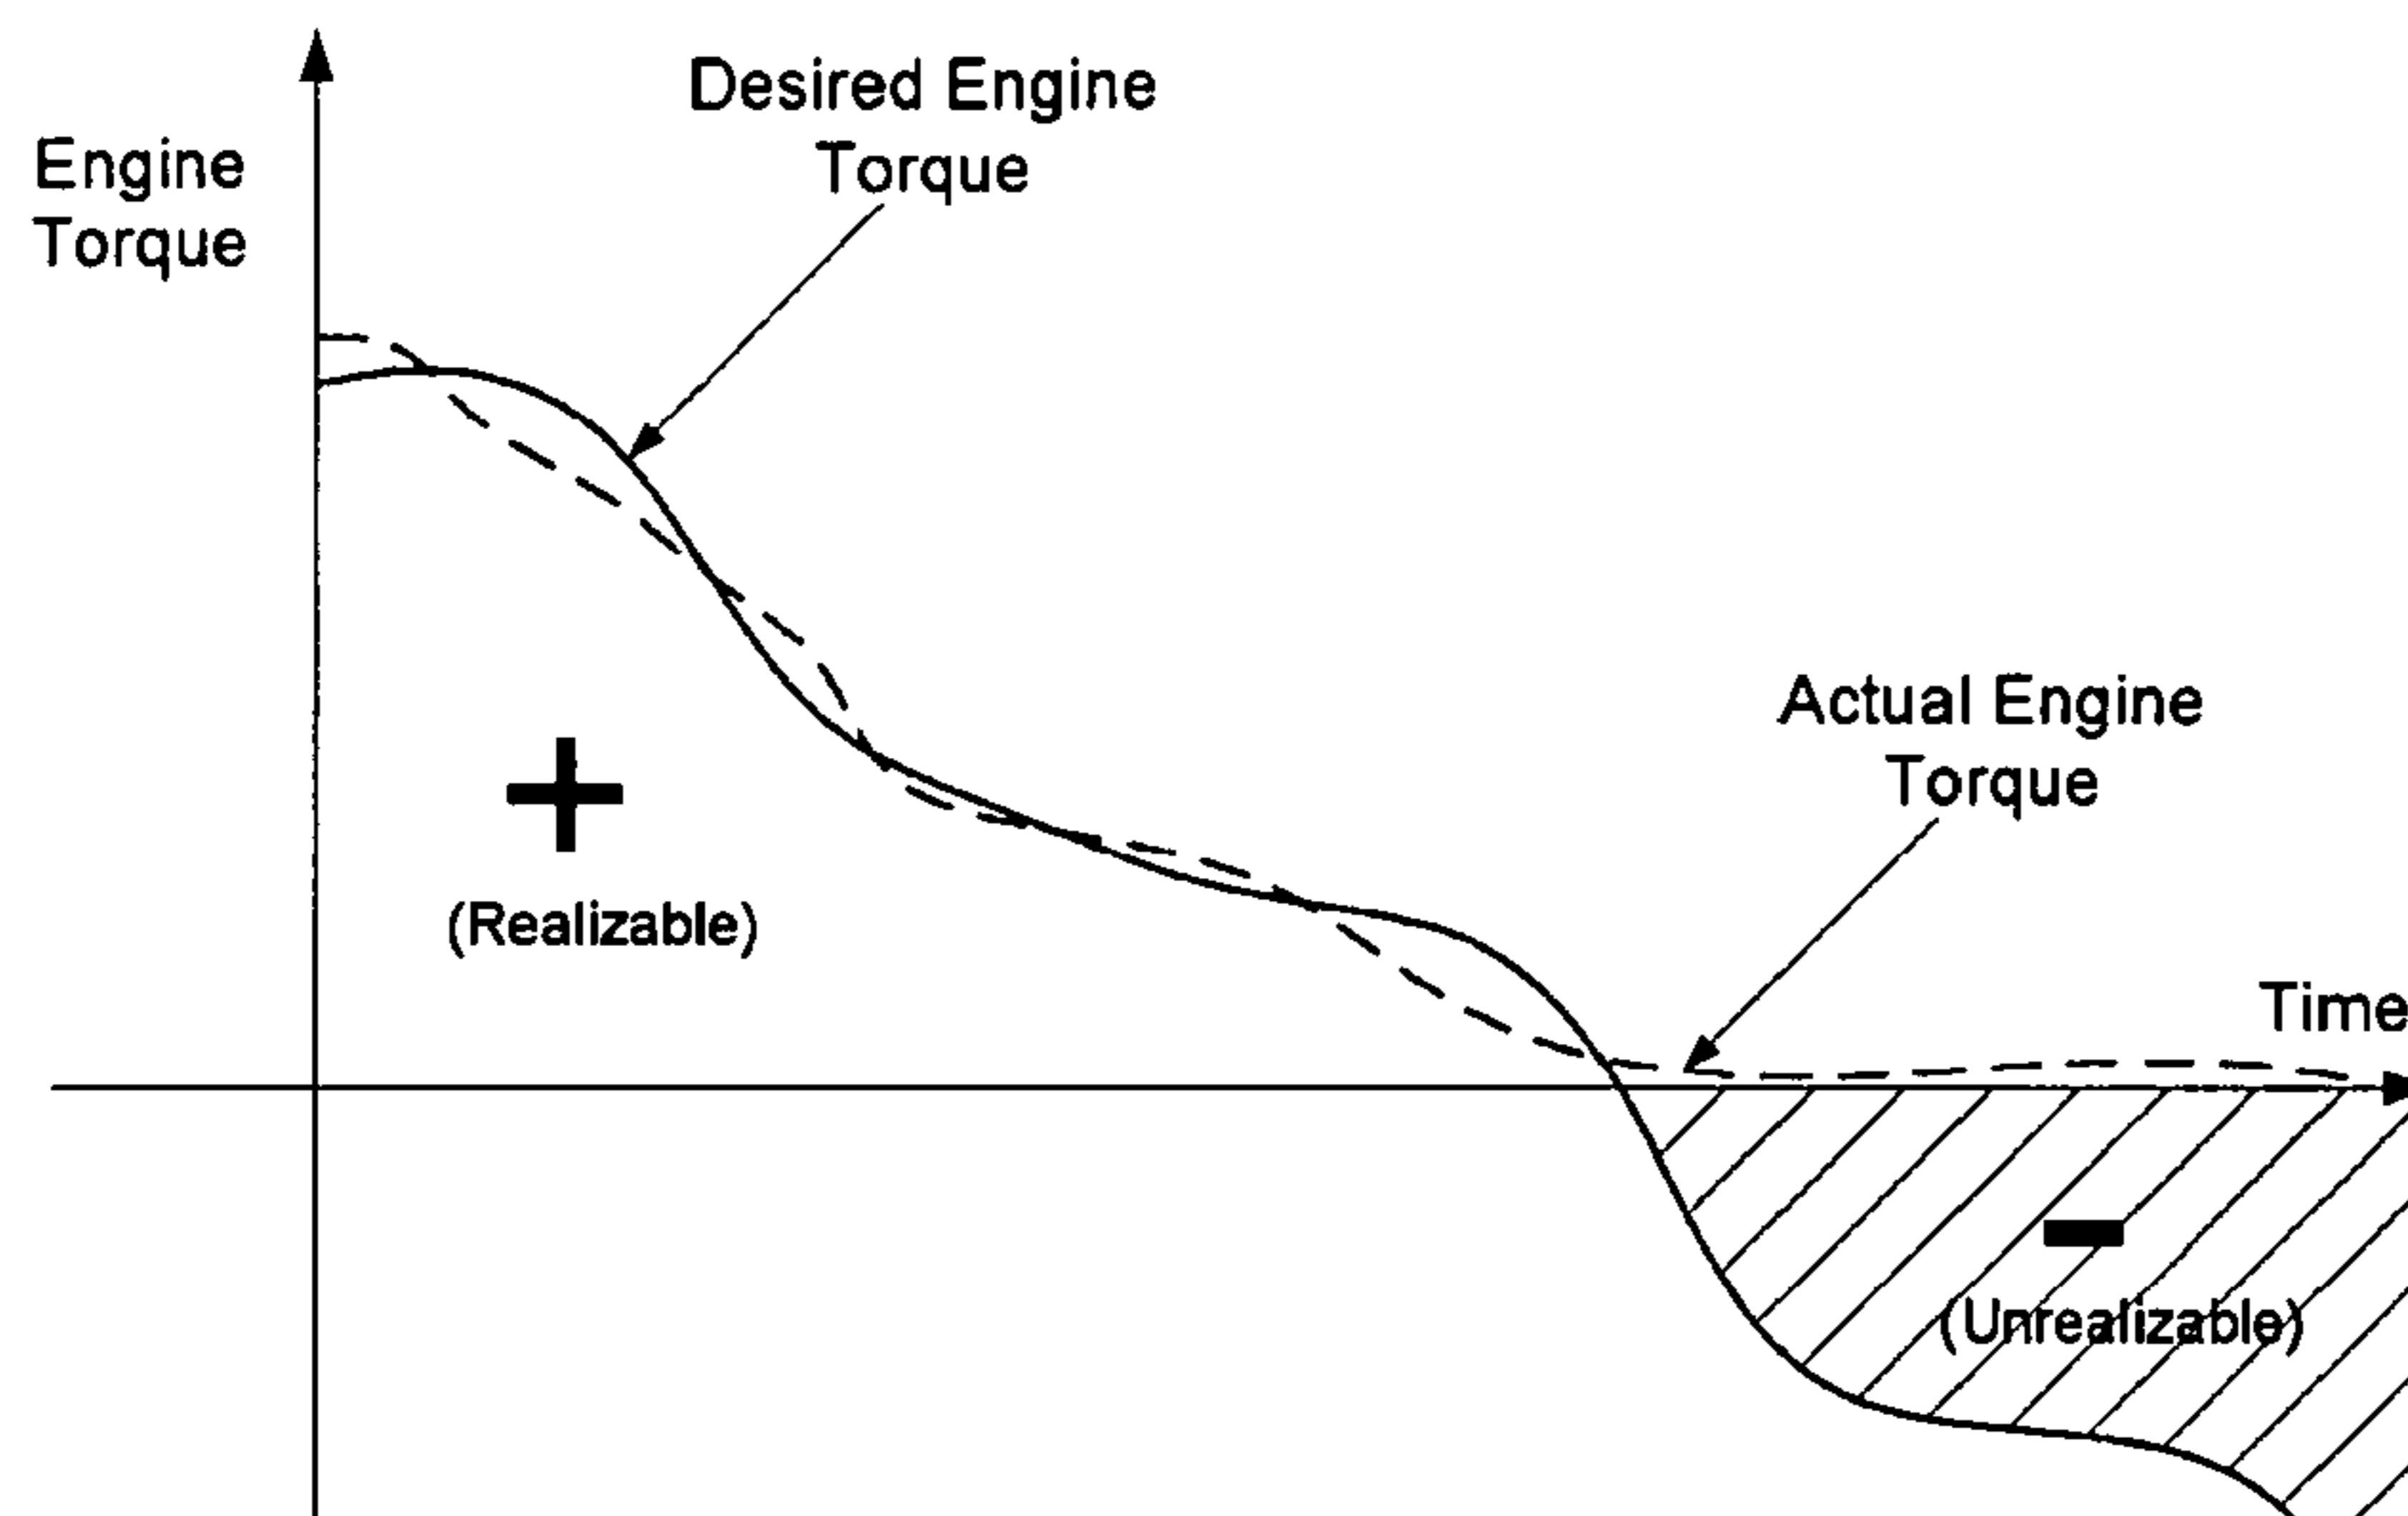 Desired Engine
Torque
Engine
Torque
+
(Realizable)
Actual Engine
Torque
Time
-
(Unrealizable)